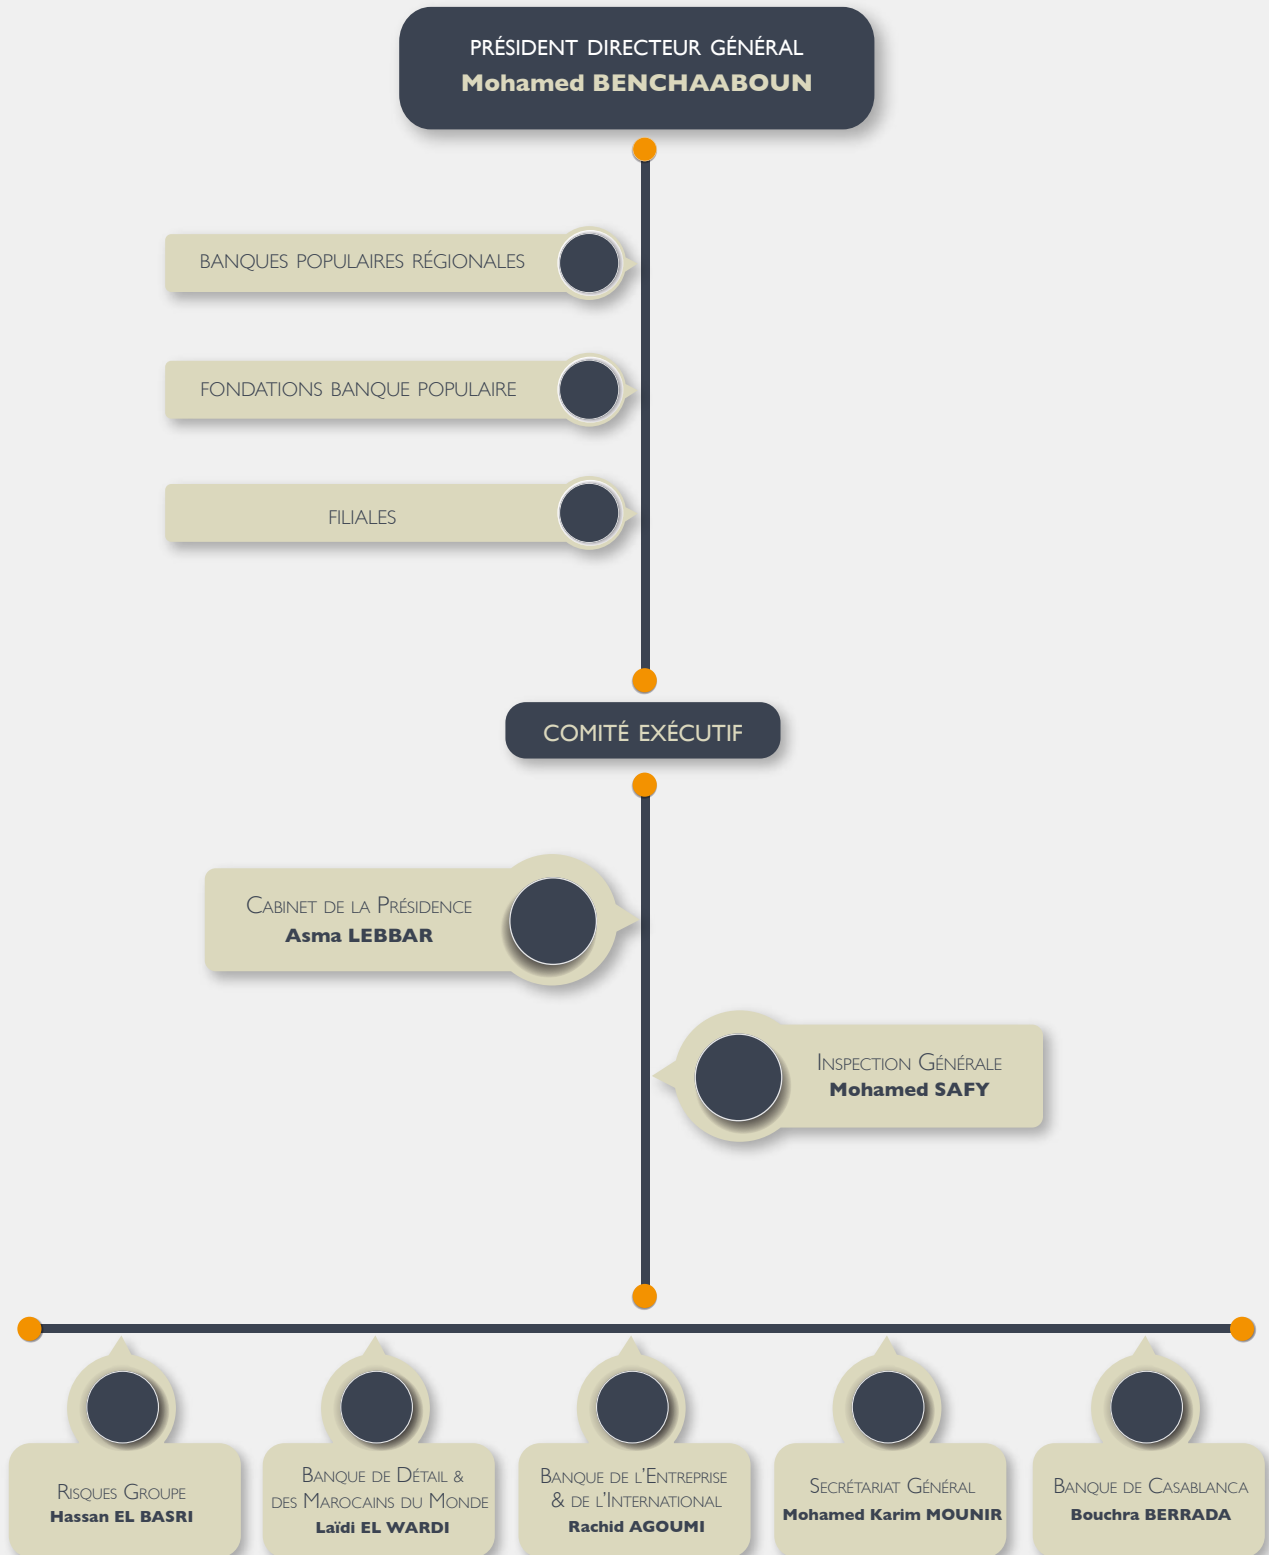 PRÉSIDENT DIRECTEUR GÉNÉRAL
Mohamed BENCHAABOUN
BANQUES POPULAIRES RÉGIONALES
FONDATIONS BANQUE POPULAIRE
FILIALES
COMITÉ EXÉCUTIF
Cabinet de la Présidence
Asma LEBBAR
Inspection Générale
Mohamed SAFY
Risques Groupe
Hassan EL BASRI
Banque de Détail &
des Marocains du Monde
Laïdi EL WARDI
Banque de l'Entreprise
& de l'International
Rachid AGOUMI
Secrétariat Général
Mohamed Karim MOUNIR
Banque de Casablanca
Bouchra BERRADA